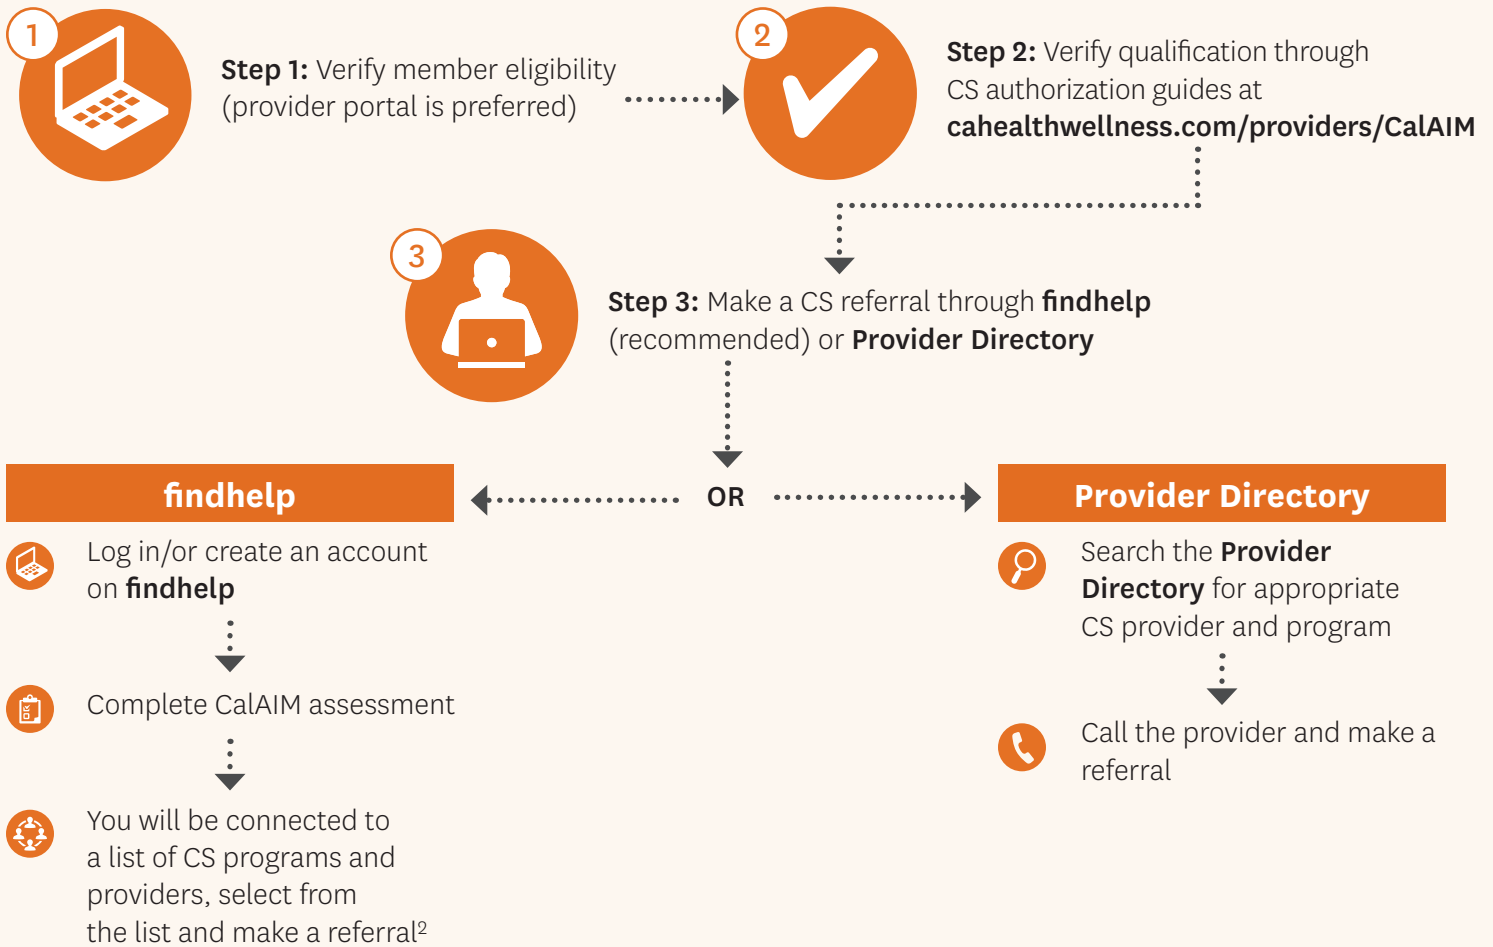 1
Step 1: Verify member eligibility
(provider portal is preferred)
2
Step 2: Verify qualification through
CS authorization guides at
cahealthwellness.com/providers/CalAIM
3
Step 3: Make a CS referral through findhelp
(recommended) or Provider Directory
OR
findhelp
Log in/or create an account
on findhelp
Complete CalAIM assessment
You will be connected to
a list of CS programs and
providers, select from
the list and make a referral2
Provider Directory
Search the Provider
Directory for appropriate
CS provider and program
Call the provider and make a
referral